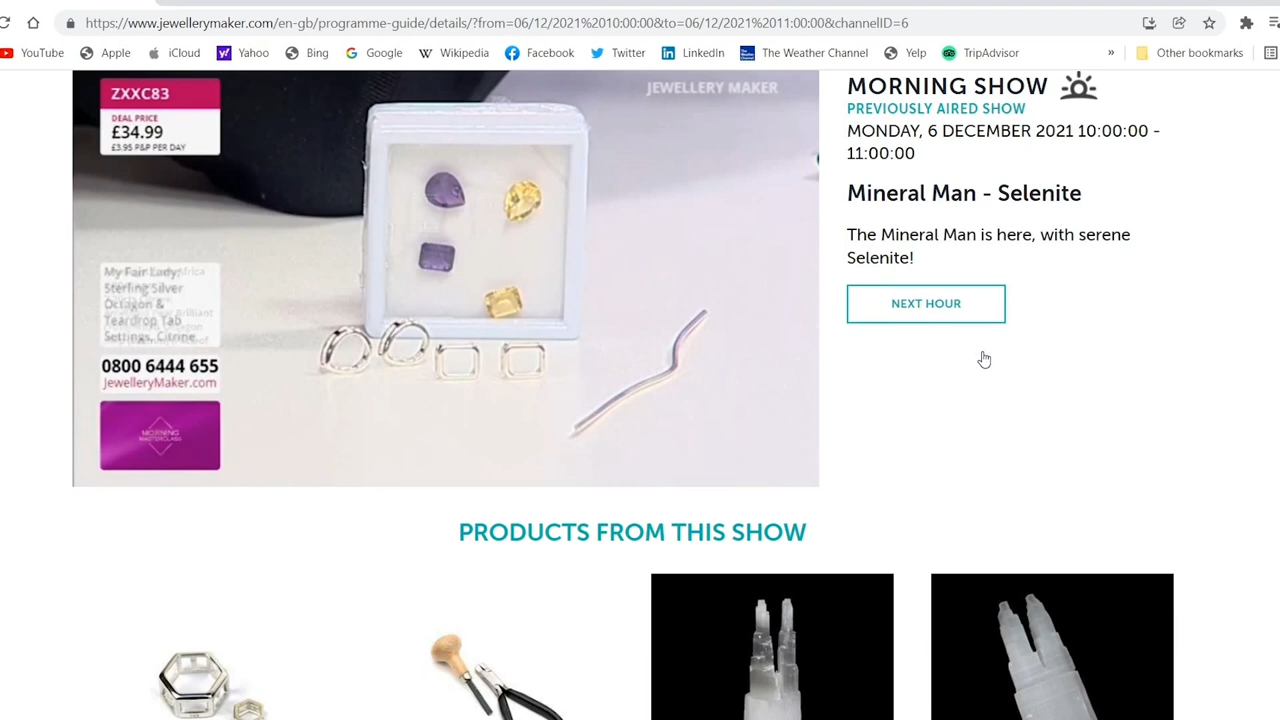 https://www.jewellerymaker.com/en-gb/programme-guide/details/?from=06/12/2021%2010:00:00&to=06/12/2021%2011:00:00&channelID=6
YouTube Apple iCloud Yahoo Bing Google Wikipedia Facebook Twitter LinkedIn The Weather Channel Yelp TripAdvisor » Other bookmarks
ZXXC83
DEAL PRICE
£34.99
£3.95 P&P PER DAY
JEWELLERY MAKER
My Fair Lady:
Sterling Silver
Octagon &
Teardrop Tab
Settings, Citrine,
0800 6444 655
JewelleryMaker.com
MORNING
MASTERCLASS
MORNING SHOW
PREVIOUSLY AIRED SHOW
MONDAY, 6 DECEMBER 2021 10:00:00 -
11:00:00
Mineral Man - Selenite
The Mineral Man is here, with serene
Selenite!
NEXT HOUR
PRODUCTS FROM THIS SHOW